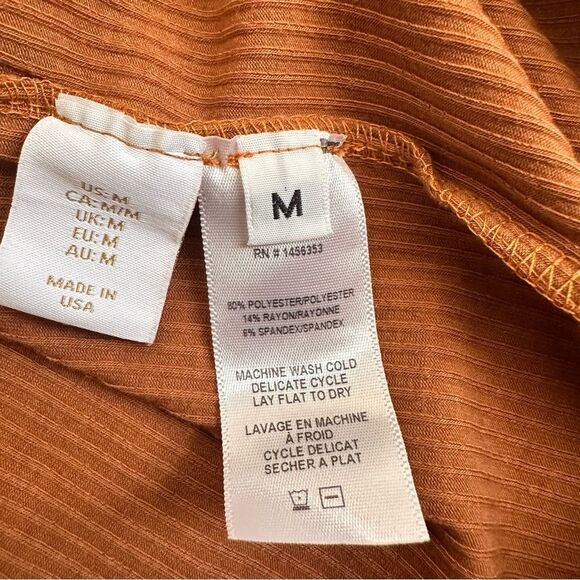 US: M
CA: M/M
UK: M
EU: M
AU: M
MADE IN
USA
M
RN # 1456353
80% POLYESTER/POLYESTER
14% RAYON/RAYONNE
6% SPANDEX/SPANDEX
MACHINE WASH COLD
DELICATE CYCLE
LAY FLAT TO DRY
LAVAGE EN MACHINE
À FROID
CYCLE DELICAT
SECHER A PLAT